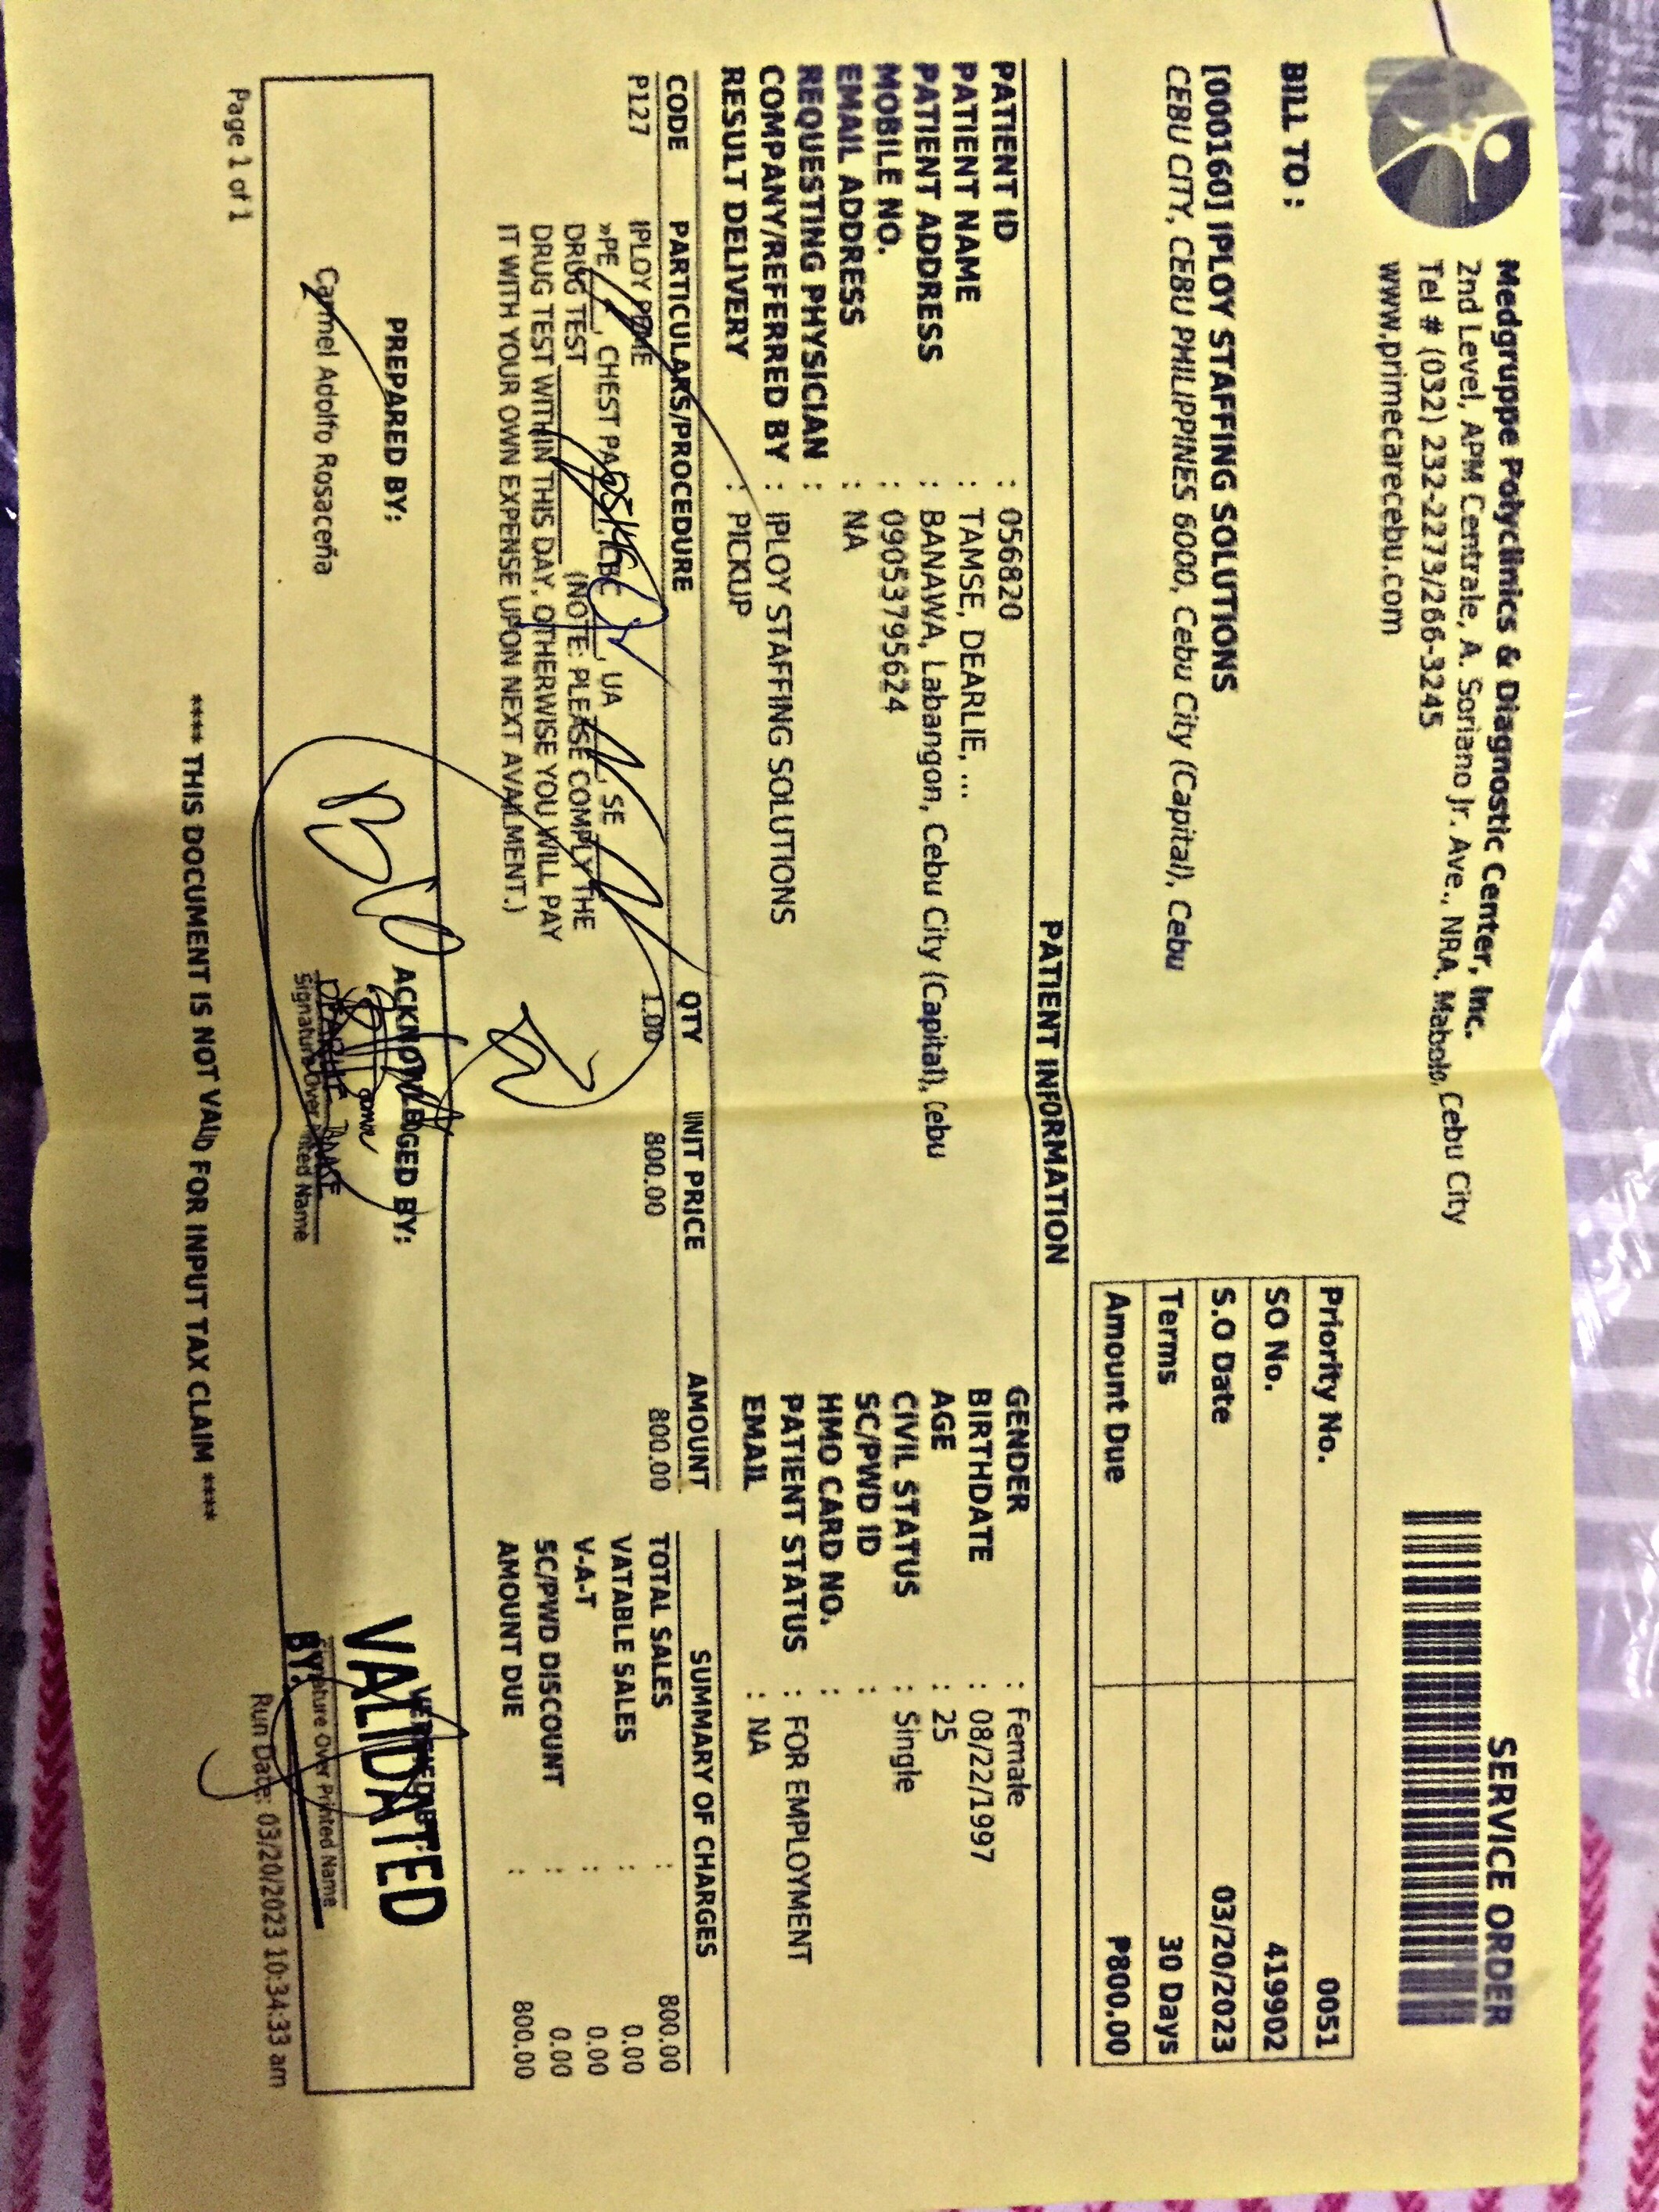 Medgruppe Polyclinics & Diagnostic Center, Inc.
2nd Level, APM Centrale, A. Soriano Jr. Ave., NRA, Mabolo, Cebu City
Tel # (032) 232-2273/266-3245
www.primecarecebu.com
SERVICE ORDER
BILL TO :
[000160] IPLOY STAFFING SOLUTIONS
CEBU CITY, CEBU PHILIPPINES 6000, Cebu City (Capital), Cebu
Priority No. 0051
SO No. 419902
S.O Date 03/20/2023
Terms 30 Days
Amount Due ₱800.00
PATIENT INFORMATION
PATIENT ID : 056820
PATIENT NAME : TAMSE, DEARLIE, ...
PATIENT ADDRESS : BANAWA, Labangon, Cebu City (Capital), Cebu
MOBILE NO. : 09053795624
EMAIL ADDRESS : NA
REQUESTING PHYSICIAN :
COMPANY/REFERRED BY : IPLOY STAFFING SOLUTIONS
RESULT DELIVERY : PICKUP
GENDER : Female
BIRTHDATE : 08/22/1997
AGE : 25
CIVIL STATUS : Single
SC/PWD ID :
HMO CARD NO. :
PATIENT STATUS : FOR EMPLOYMENT
EMAIL : NA
CODE PARTICULARS/PROCEDURE QTY UNIT PRICE AMOUNT
P127 IPLOY PEME 1.00 800.00 800.00
»PE , CHEST PA , CBC , UA , SE
DRUG TEST (NOTE: PLEASE COMPLY THE
DRUG TEST WITHIN THIS DAY, OTHERWISE YOU WILL PAY
IT WITH YOUR OWN EXPENSE UPON NEXT AVAILMENT.)
SUMMARY OF CHARGES
TOTAL SALES : 800.00
VATABLE SALES : 0.00
V-A-T : 0.00
SC/PWD DISCOUNT : 0.00
AMOUNT DUE : 800.00
PREPARED BY:
Carmel Adolfo Rosaceña
ACKNOWLEDGED BY:
DEARLIE TAMSE
Signature Over Printed Name
VERIFIED BY:
VALIDATED
BY:
Signature Over Printed Name
Page 1 of 1
Run Date: 03/20/2023 10:34:33 am
**** THIS DOCUMENT IS NOT VALID FOR INPUT TAX CLAIM ****